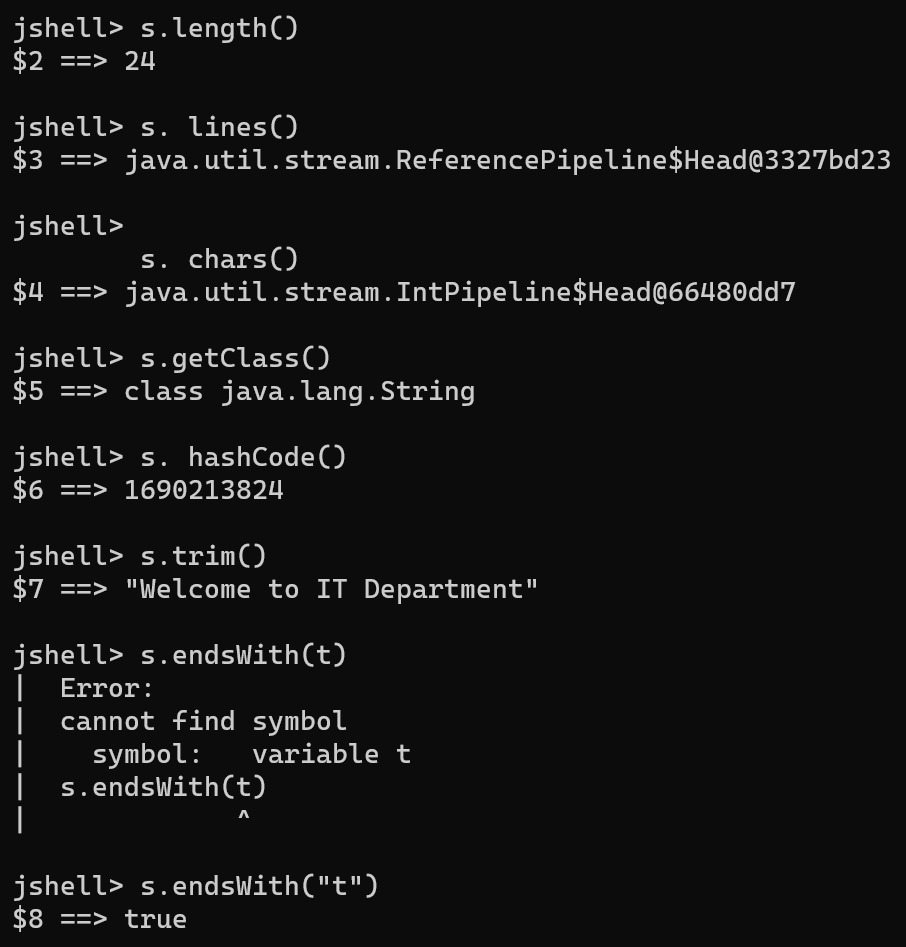 jshell> s.length()
$2 ==> 24
jshell> s. lines()
$3 ==> java.util.stream.ReferencePipeline$Head@3327bd23
jshell>
s. chars()
$4 ==> java.util.stream.IntPipeline$Head@66480dd7
jshell> s.getClass()
$5 ==> class java.lang.String
jshell> s. hashCode()
$6 ==> 1690213824
jshell> s.trim()
$7 ==> "Welcome to IT Department"
jshell> s.endsWith(t)
|  Error:
|  cannot find symbol
|    symbol:   variable t
|  s.endsWith(t)
|             ^
jshell> s.endsWith("t")
$8 ==> true